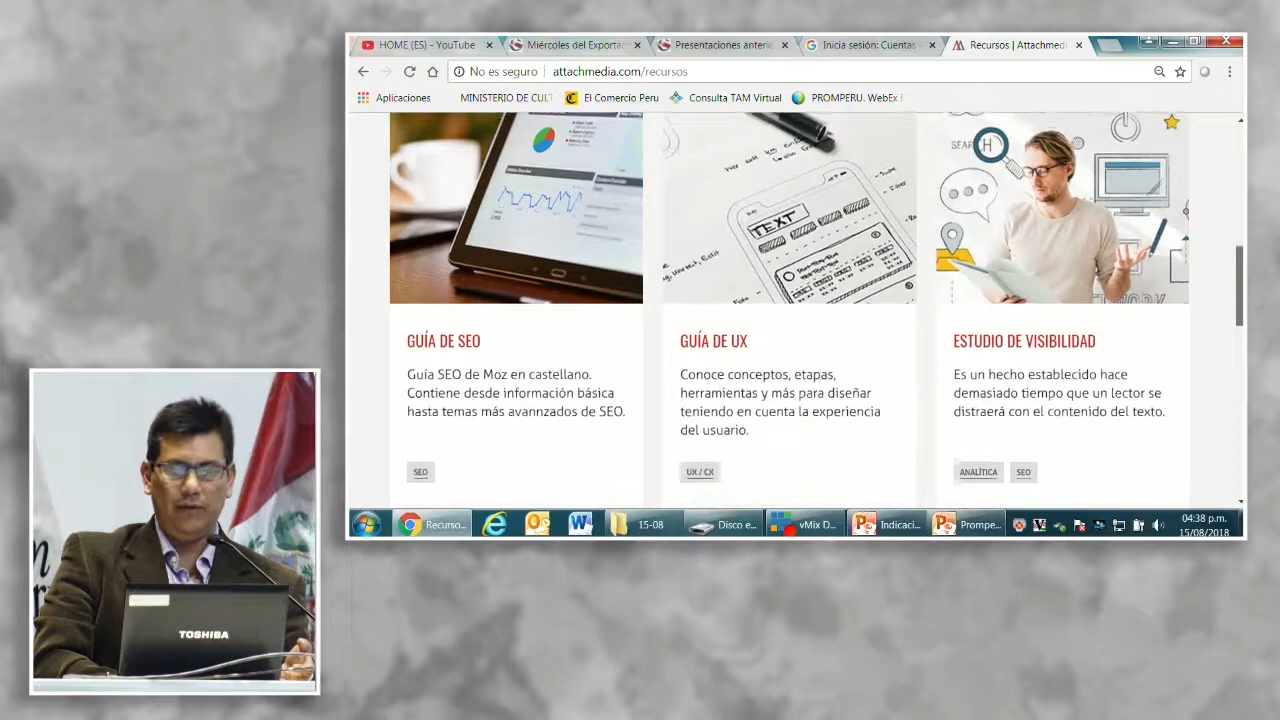 HOME (ES) - YouTube
Miércoles del Exportac
Presentaciones anterio
Inicia sesión: Cuentas
Recursos | Attachmedi
No es seguro
attachmedia.com/recursos
Aplicaciones
MINISTERIO DE CULT
El Comercio Peru
Consulta TAM Virtual
PROMPERU. WebEx E
TEXT
SEARCH
GUÍA DE SEO
Guía SEO de Moz en castellano.
Contiene desde información básica
hasta temas más avannzados de SEO.
SEO
GUÍA DE UX
Conoce conceptos, etapas,
herramientas y más para diseñar
teniendo en cuenta la experiencia
del usuario.
UX / CX
ESTUDIO DE VISIBILIDAD
Es un hecho establecido hace
demasiado tiempo que un lector se
distraerá con el contenido del texto.
ANALÍTICA
SEO
Recurso...
15-08
Disco e...
vMix D...
Indicaci...
Prompe...
04:38 p.m.
15/08/2018
TOSHIBA